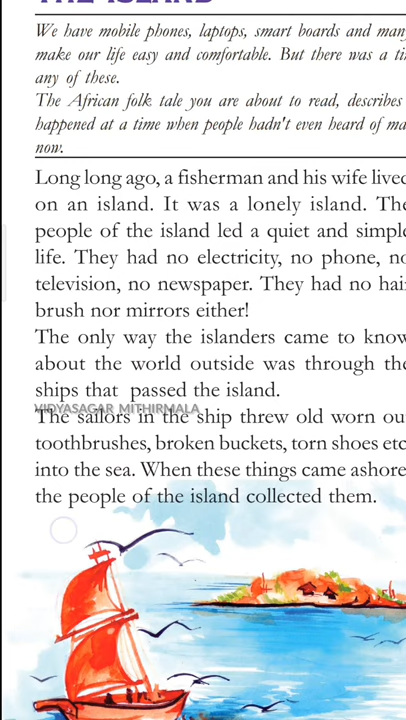 THE ISLAND
We have mobile phones, laptops, smart boards and many
make our life easy and comfortable. But there was a ti
any of these.
The African folk tale you are about to read, describes
happened at a time when people hadn't even heard of ma
now.
Long long ago, a fisherman and his wife lived
on an island. It was a lonely island. The
people of the island led a quiet and simple
life. They had no electricity, no phone, no
television, no newspaper. They had no hai
brush nor mirrors either!
The only way the islanders came to know
about the world outside was through the
ships that passed the island.
VIDYASAGAR MITHIRMALA
The sailors in the ship threw old worn ou
toothbrushes, broken buckets, torn shoes etc
into the sea. When these things came ashore
the people of the island collected them.